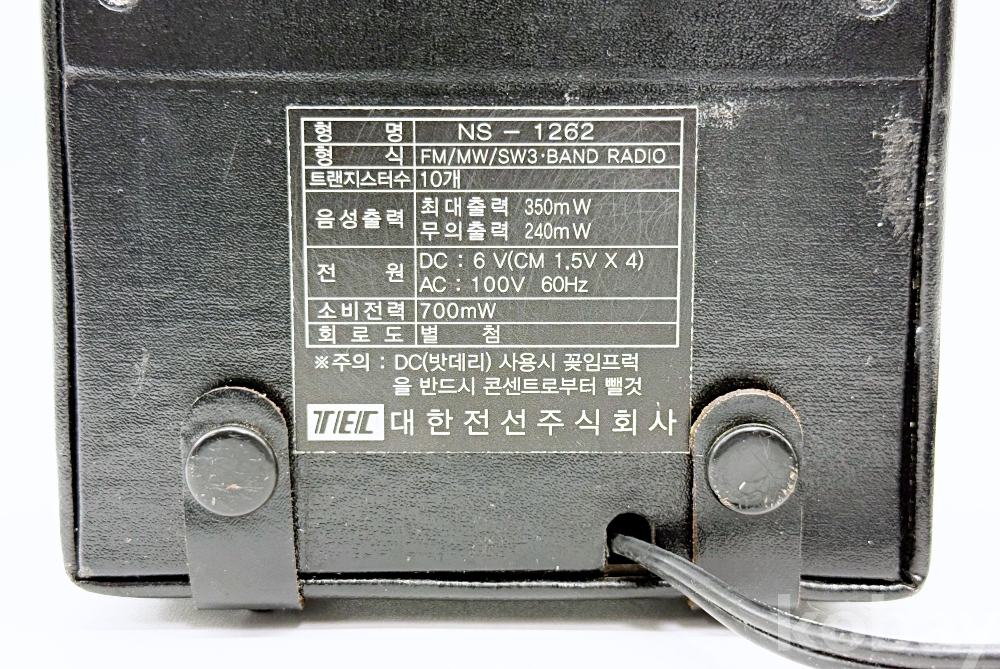 형 명 NS - 1262
형 식 FM/MW/SW3·BAND RADIO
트랜지스터수 10개
음성출력 최대출력 350mW
무의출력 240mW
전 원 DC : 6 V(CM 1.5V X 4)
AC : 100V 60Hz
소비전력 700mW
회로도 별 첨
※주의 : DC(밧데리) 사용시 꽂임프럭
을 반드시 콘센트로부터 뺄것
TEC 대한전선주식회사
kobay